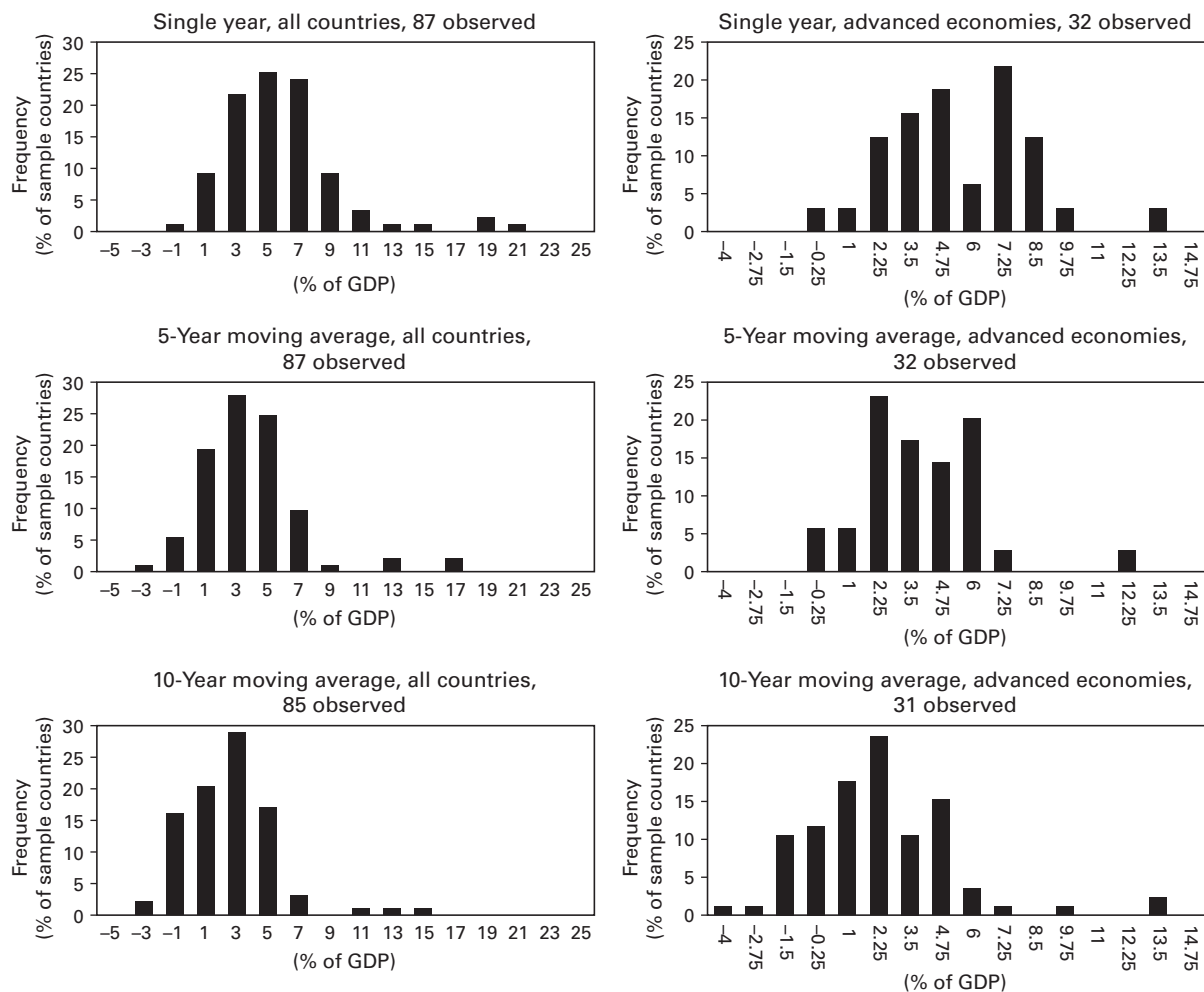 Single year, all countries, 87 observed
Frequency
(% of sample countries)
30
25
20
15
10
5
0
–5 –3 –1 1 3 5 7 9 11 13 15 17 19 21 23 25
(% of GDP)
Single year, advanced economies, 32 observed
Frequency
(% of sample countries)
25
20
15
10
5
0
–4 –2.75 –1.5 –0.25 1 2.25 3.5 4.75 6 7.25 8.5 9.75 11 12.25 13.5 14.75
(% of GDP)
5-Year moving average, all countries,
87 observed
Frequency
(% of sample countries)
30
25
20
15
10
5
0
–5 –3 –1 1 3 5 7 9 11 13 15 17 19 21 23 25
(% of GDP)
5-Year moving average, advanced economies,
32 observed
Frequency
(% of sample countries)
25
20
15
10
5
0
–4 –2.75 –1.5 –0.25 1 2.25 3.5 4.75 6 7.25 8.5 9.75 11 12.25 13.5 14.75
(% of GDP)
10-Year moving average, all countries,
85 observed
Frequency
(% of sample countries)
30
25
20
15
10
5
0
–5 –3 –1 1 3 5 7 9 11 13 15 17 19 21 23 25
(% of GDP)
10-Year moving average, advanced economies,
31 observed
Frequency
(% of sample countries)
25
20
15
10
5
0
–4 –2.75 –1.5 –0.25 1 2.25 3.5 4.75 6 7.25 8.5 9.75 11 12.25 13.5 14.75
(% of GDP)